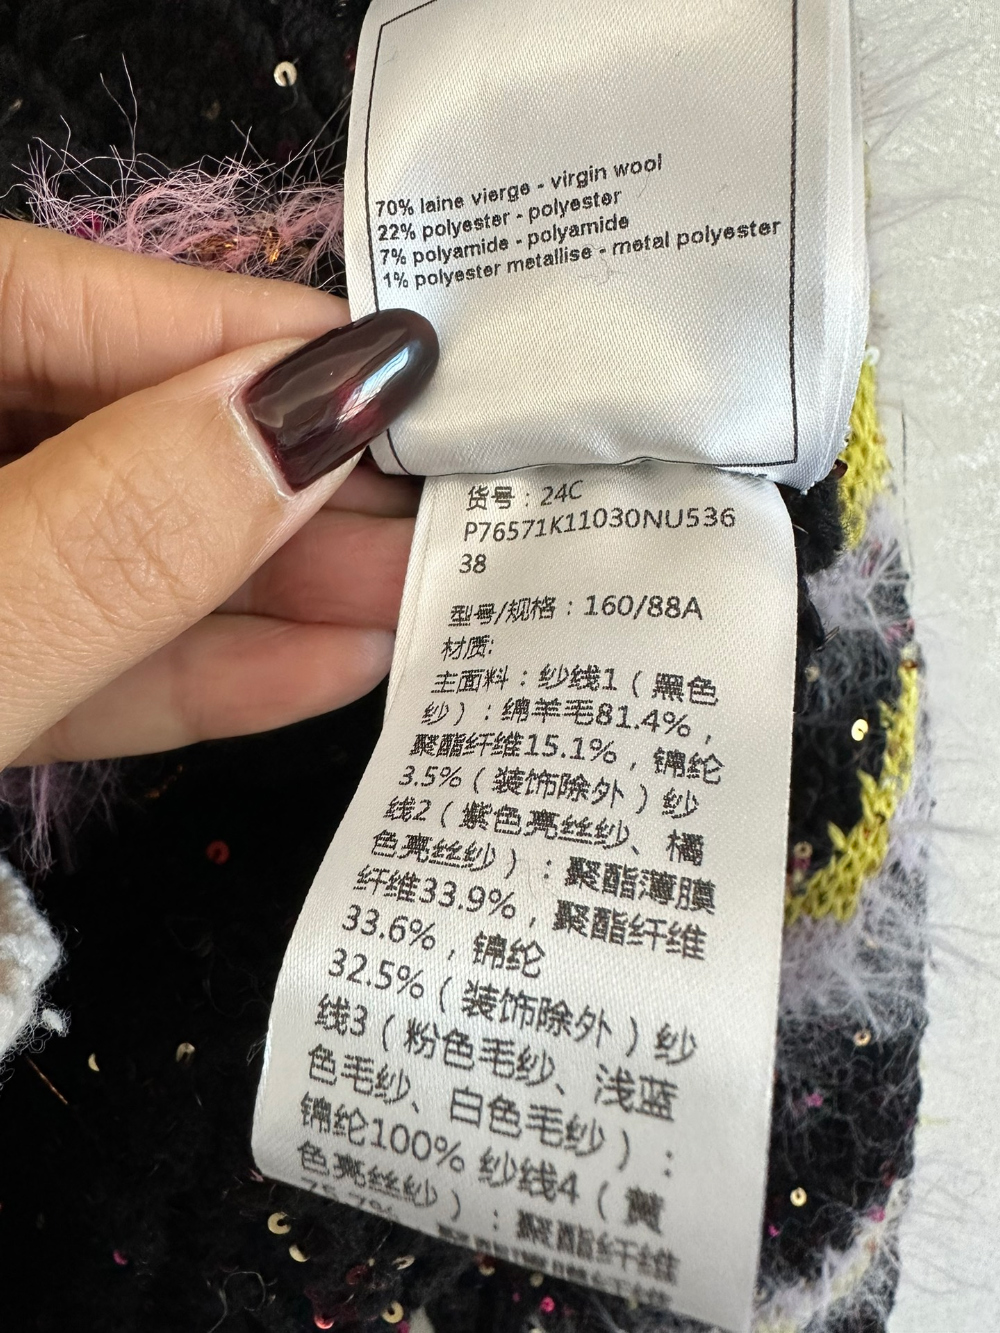 70% laine vierge - virgin wool
22% polyester - polyester
7% polyamide - polyamide
1% polyester metallise - metal polyester
货号：24C
P76571K11030NU536
38
型号/规格：160/88A
材质:
主面料：纱线1（黑色
纱）：绵羊毛81.4%，
聚酯纤维15.1%，锦纶
3.5%（装饰除外）纱
线2（紫色亮丝纱、橘
色亮丝纱）：聚酯薄膜
纤维33.9%，聚酯纤维
33.6%，锦纶
32.5%（装饰除外）纱
线3（粉色毛纱、浅蓝
色毛纱、白色毛纱）：
锦纶100% 纱线4（黄
色亮丝纱）：聚酯纤维